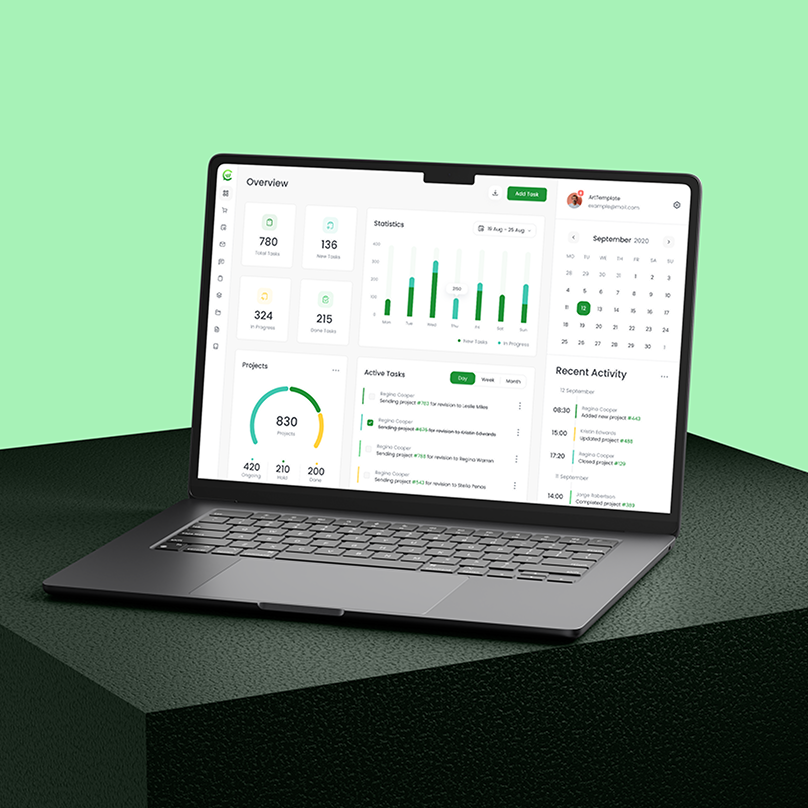 Overview
Add Task
780
Total Tasks
136
New Tasks
324
In Progress
215
Done Tasks
Statistics
19 Aug – 25 Aug
400
300
200
100
0
350
Mon
Tue
Wed
Thu
Fri
Sat
Sun
New Tasks
In Progress
Projects
830
Projects
420
Ongoing
210
Hold
200
Done
Active Tasks
Day
Week
Month
Regina Cooper
Sending project #763 for revision to Leslie Miles
Regina Cooper
Sending project #679 for revision to Kristin Edwards
Regina Cooper
Sending project #768 for revision to Regina Warren
Regina Cooper
Sending project #543 for revision to Stella Pense
ArtTemplate
example@mail.com
September 2020
MO TU WE TH FR SA SU
28 29 30 31 1 2 3
4 5 6 7 8 9 10
11 12 13 14 15 16 17
18 19 20 21 22 23 24
25 26 27 28 29 30 1
Recent Activity
12 September
08:30
Regina Cooper
Added new project #443
15:00
Kristin Edwards
Updated project #488
17:20
Regina Cooper
Closed project #129
11 September
14:00
Jorge Robertson
Completed project #393